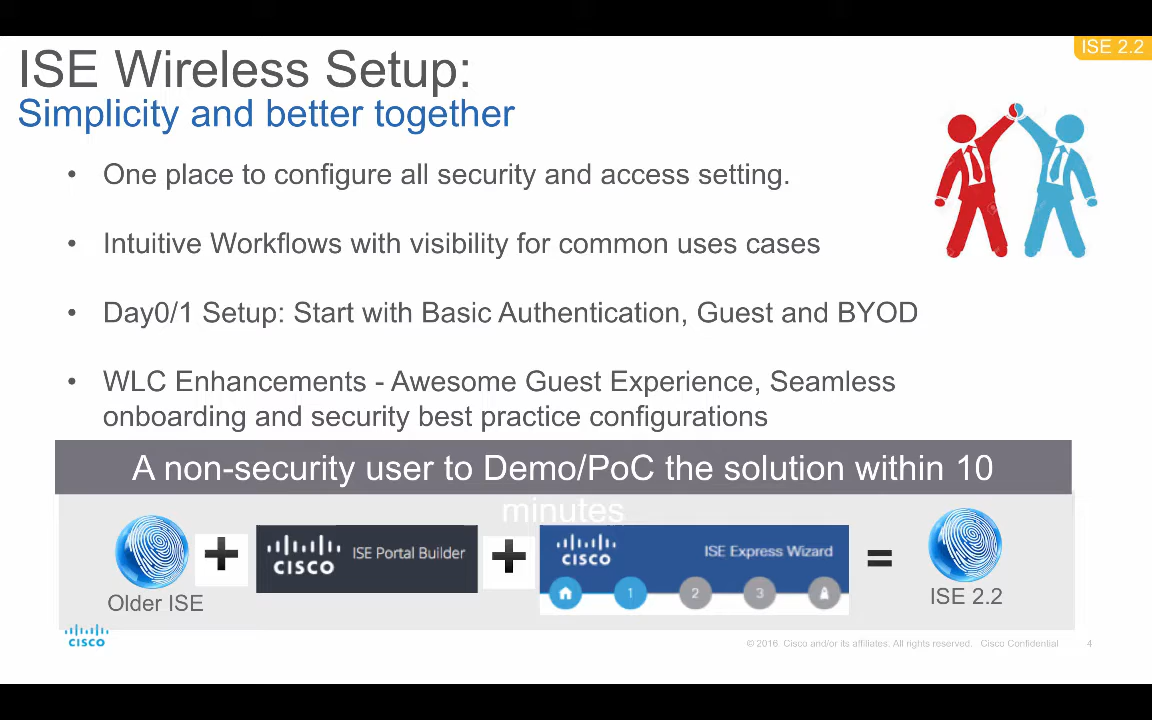 ISE 2.2
ISE Wireless Setup:
Simplicity and better together
• One place to configure all security and access setting.
• Intuitive Workflows with visibility for common uses cases
• Day0/1 Setup: Start with Basic Authentication, Guest and BYOD
• WLC Enhancements - Awesome Guest Experience, Seamless
onboarding and security best practice configurations
A non-security user to Demo/PoC the solution within 10
minutes
Older ISE
+
CISCO ISE Portal Builder
+
CISCO ISE Express Wizard
1 2 3
=
ISE 2.2
CISCO
© 2016 Cisco and/or its affiliates. All rights reserved. Cisco Confidential 4